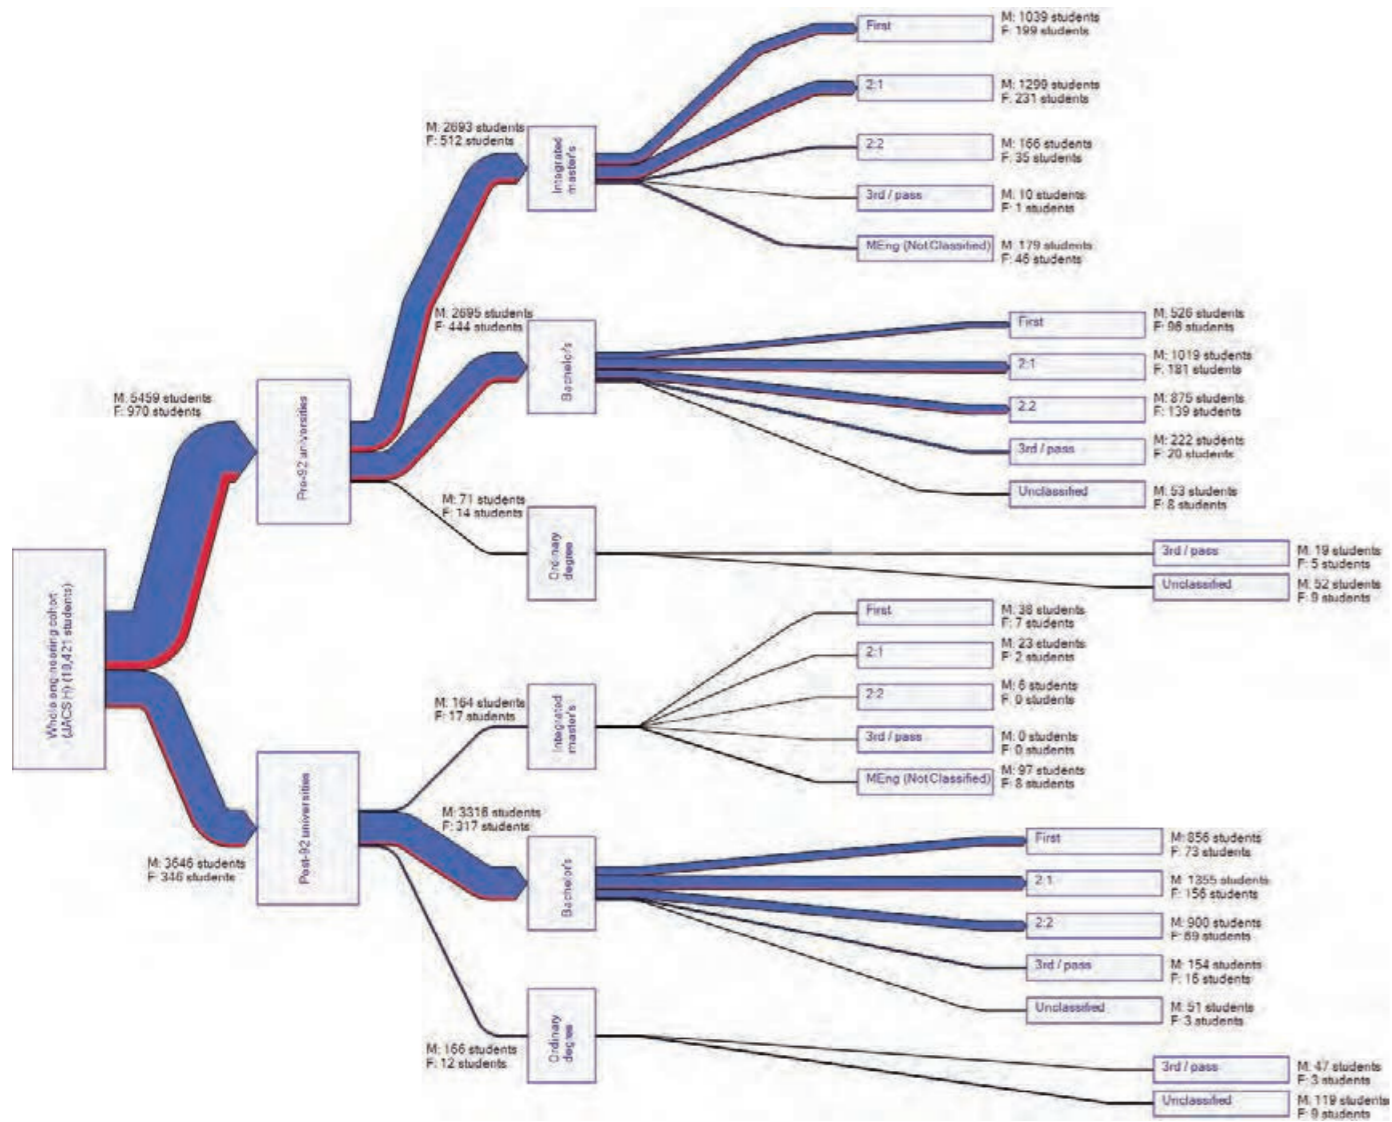 M: 1039 students
F: 199 students
First
M: 1299 students
F: 231 students
2:1
M: 2693 students
F: 512 students
Integrated
master's
M: 166 students
F: 35 students
2:2
M: 10 students
F: 1 students
3rd / pass
M: 179 students
F: 46 students
MEng (Not Classified)
M: 2695 students
F: 444 students
Bachelor's
First
M: 526 students
F: 96 students
2:1
M: 1019 students
F: 181 students
2:2
M: 875 students
F: 139 students
3rd / pass
M: 222 students
F: 20 students
Unclassified
M: 53 students
F: 8 students
M: 5459 students
F: 970 students
Pre-92 universities
M: 71 students
F: 14 students
Ordinary
degree
3rd / pass
M: 19 students
F: 5 students
Unclassified
M: 52 students
F: 9 students
Whole engineering cohort
(JACS H) (10,421 students)
First
M: 38 students
F: 7 students
2:1
M: 23 students
F: 2 students
2:2
M: 6 students
F: 0 students
3rd / pass
M: 0 students
F: 0 students
MEng (Not Classified)
M: 97 students
F: 8 students
M: 164 students
F: 17 students
Integrated
master's
M: 3646 students
F: 346 students
Post-92 universities
M: 3316 students
F: 317 students
Bachelor's
First
M: 856 students
F: 73 students
2:1
M: 1355 students
F: 156 students
2:2
M: 900 students
F: 69 students
3rd / pass
M: 154 students
F: 16 students
Unclassified
M: 51 students
F: 3 students
M: 166 students
F: 12 students
Ordinary
degree
3rd / pass
M: 47 students
F: 3 students
Unclassified
M: 119 students
F: 9 students